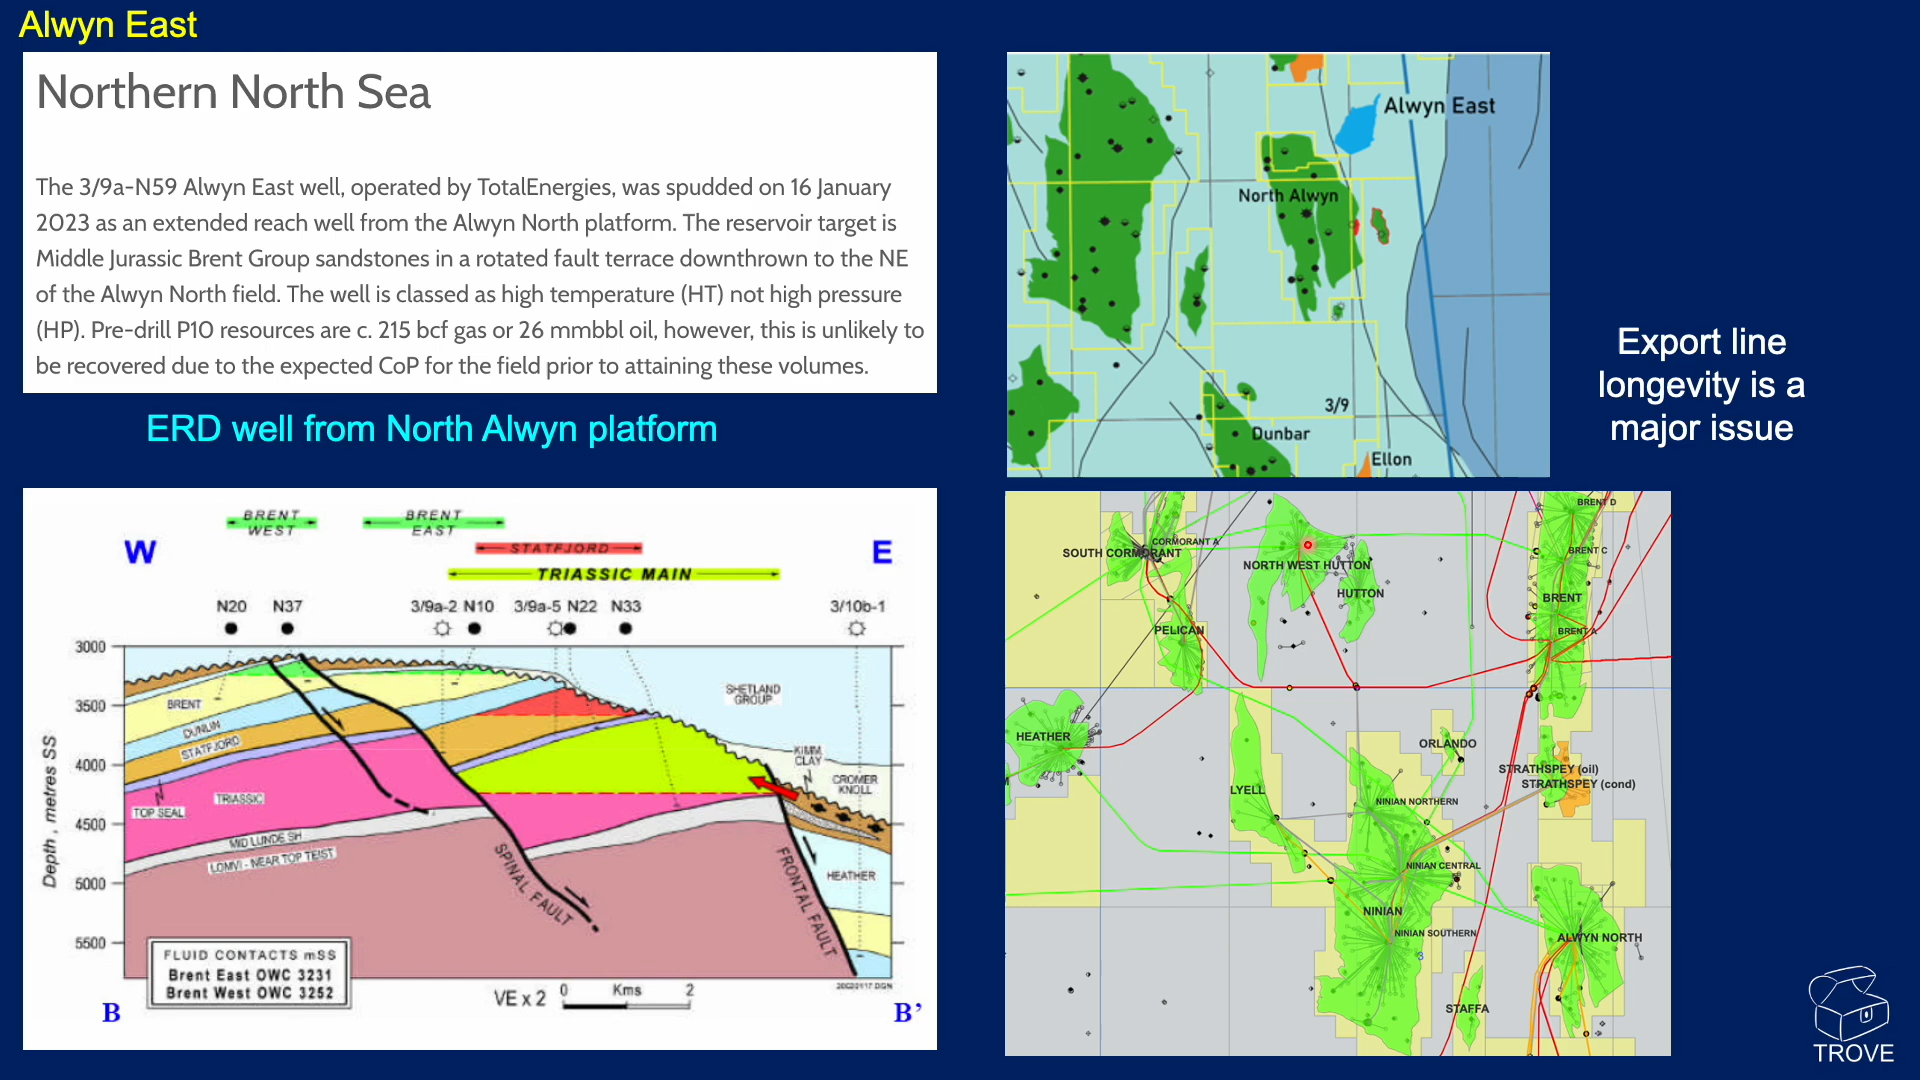 Alwyn East
Northern North Sea
The 3/9a-N59 Alwyn East well, operated by TotalEnergies, was spudded on 16 January
2023 as an extended reach well from the Alwyn North platform. The reservoir target is
Middle Jurassic Brent Group sandstones in a rotated fault terrace downthrown to the NE
of the Alwyn North field. The well is classed as high temperature (HT) not high pressure
(HP). Pre-drill P10 resources are c. 215 bcf gas or 26 mmbbl oil, however, this is unlikely to
be recovered due to the expected CoP for the field prior to attaining these volumes.
ERD well from North Alwyn platform
Alwyn East
North Alwyn
3/9
Dunbar
Ellon
Export line
longevity is a
major issue
BRENT
WEST
BRENT
EAST
W
STATFJORD
E
TRIASSIC MAIN
N20 N37 3/9a-2 N10 3/9a-5 N22 N33 3/10b-1
3000
3500
4000
4500
5000
5500
Depth, metres SS
BRENT
DUNLIN
STATFJORD
TOP SEAL
TRIASSIC
MID LUNDE SH
LOMVI - NEAR TOP TEIST
SHETLAND
GROUP
KIMM.
CLAY
CROMER
KNOLL
HEATHER
SPINAL FAULT
FRONTAL FAULT
FLUID CONTACTS mSS
Brent East OWC 3231
Brent West OWC 3252
VE x 2
0 Kms 2
B
B'
BRENT D
CORMORANT A
SOUTH CORMORANT
BRENT C
NORTH WEST HUTTON
HUTTON
BRENT
PELICAN
BRENT A
HEATHER
ORLANDO
STRATHSPEY (oil)
STRATHSPEY (cond)
LYELL
NINIAN NORTHERN
NINIAN CENTRAL
NINIAN
NINIAN SOUTHERN
ALWYN NORTH
3
STAFFA
TROVE